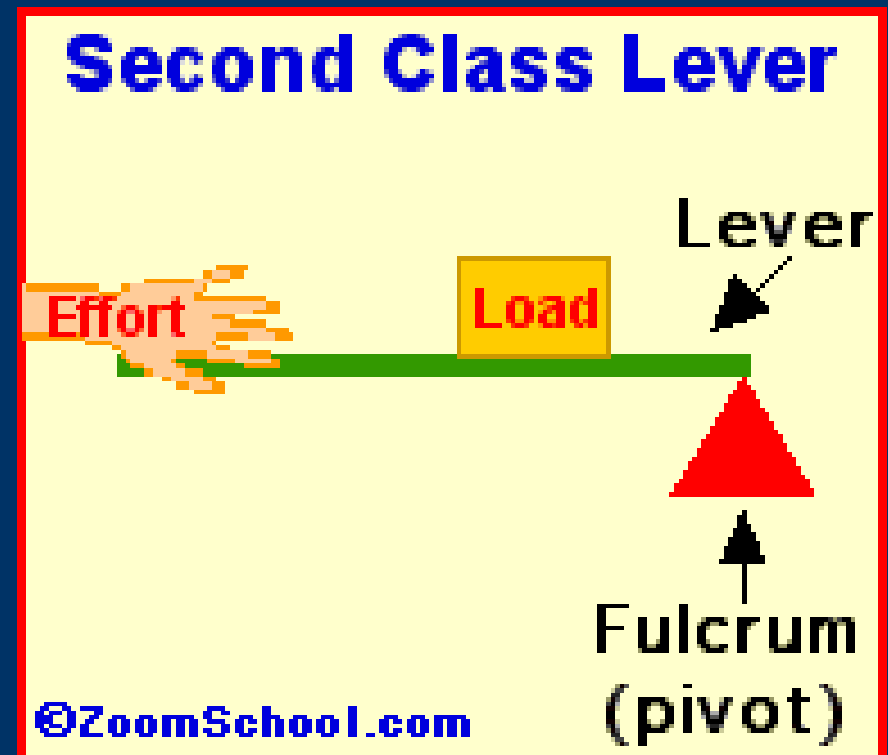 Second Class Lever
Lever
Effort
Load
Fulcrum
(pivot)
©ZoomSchool.com